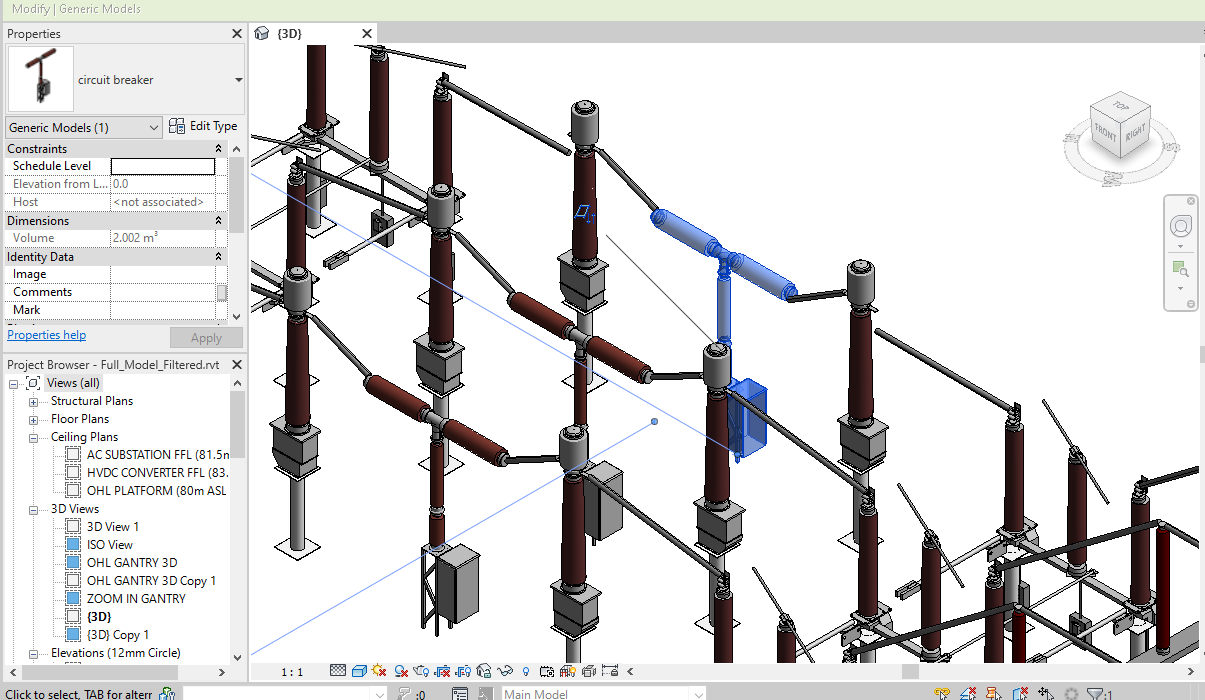 Modify | Generic Models
Properties
circuit breaker
Generic Models (1)
Edit Type
Constraints
Schedule Level
Elevation from L... 0.0
Host <not associated>
Dimensions
Volume 2.002 m³
Identity Data
Image
Comments
Mark
Properties help
Apply
Project Browser - Full_Model_Filtered.rvt
Views (all)
Structural Plans
Floor Plans
Ceiling Plans
AC SUBSTATION FFL (81.5m
HVDC CONVERTER FFL (83.
OHL PLATFORM (80m ASL
3D Views
3D View 1
ISO View
OHL GANTRY 3D
OHL GANTRY 3D Copy 1
ZOOM IN GANTRY
{3D}
{3D} Copy 1
Elevations (12mm Circle)
{3D}
TOP
FRONT
RIGHT
1 : 1
Click to select, TAB for altern
:0
Main Model
:1